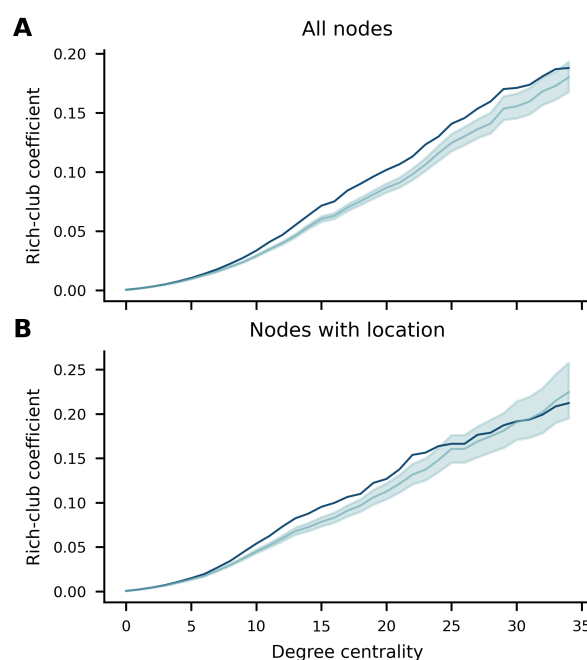 A
All nodes
Rich-club coefficient
0.20
0.15
0.10
0.05
0.00
B
Nodes with location
Rich-club coefficient
0.25
0.20
0.15
0.10
0.05
0.00
0 5 10 15 20 25 30 35
Degree centrality